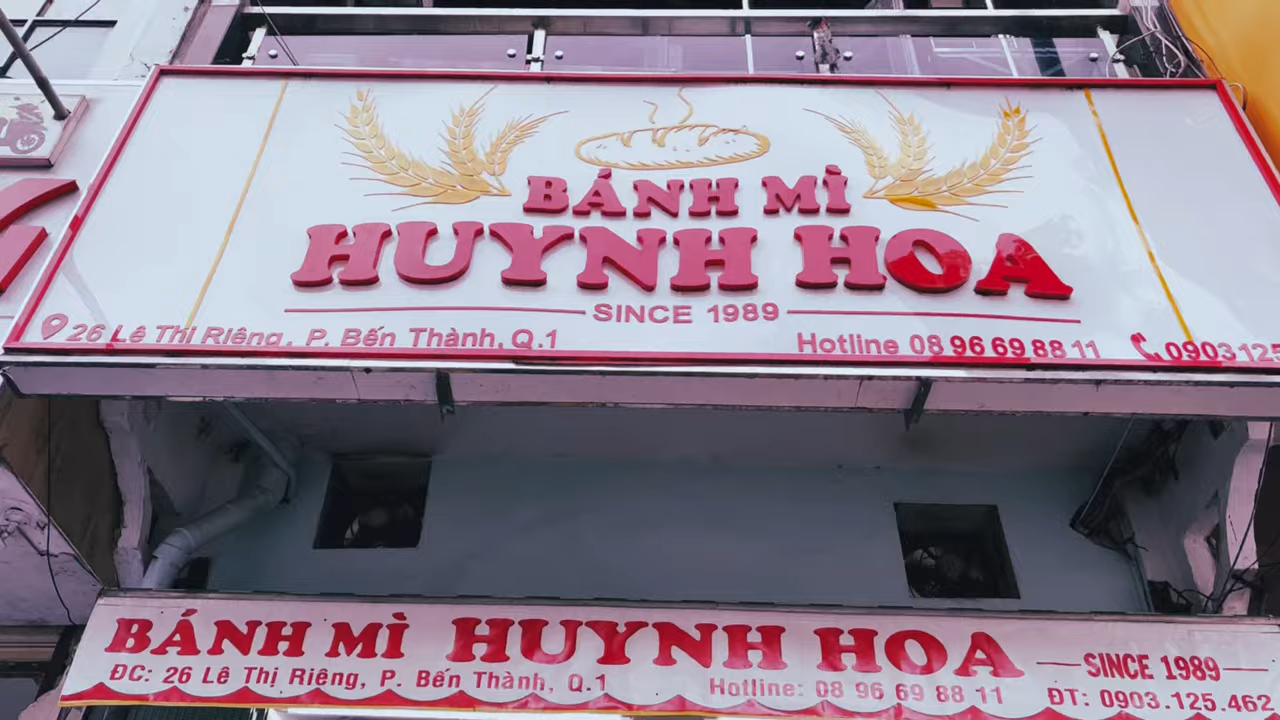 BÁNH MÌ
HUYNH HOA
SINCE 1989
26 Lê Thị Riêng, P. Bến Thành, Q.1
Hotline 08 96 69 88 11
0903 125
BÁNH MÌ HUYNH HOA
SINCE 1989
ĐC: 26 Lê Thị Riêng, P. Bến Thành, Q.1
Hotline: 08 96 69 88 11
ĐT: 0903.125.462